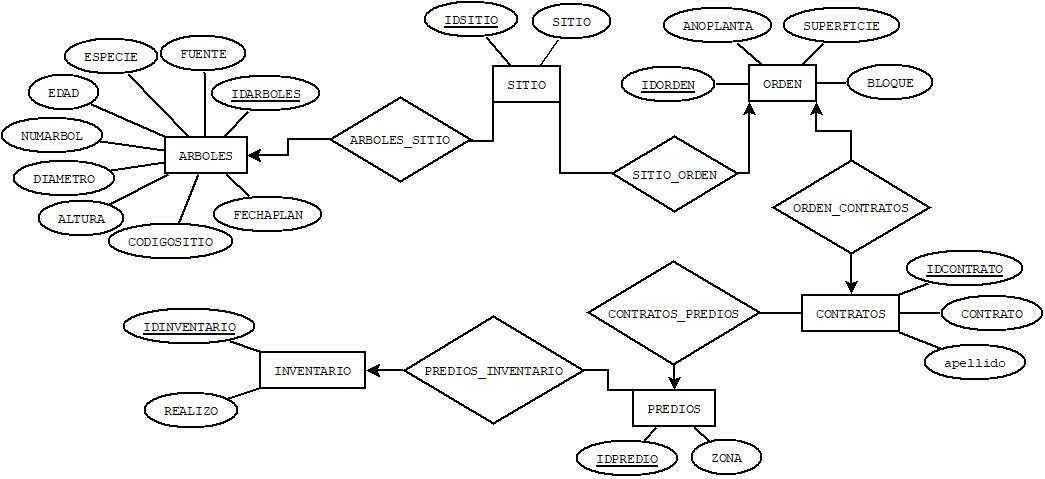 IDSITIO
SITIO
ANOPLANTA
SUPERFICIE
ESPECIE
FUENTE
SITIO
IDORDEN
ORDEN
BLOQUE
EDAD
IDARBOLES
NUMARBOL
ARBOLES
ARBOLES_SITIO
SITIO_ORDEN
DIAMETRO
ALTURA
FECHAPLAN
CODIGOSITIO
ORDEN_CONTRATOS
IDCONTRATO
CONTRATOS_PREDIOS
CONTRATOS
CONTRATO
IDINVENTARIO
INVENTARIO
PREDIOS_INVENTARIO
apellido
REALIZO
PREDIOS
IDPREDIO
ZONA